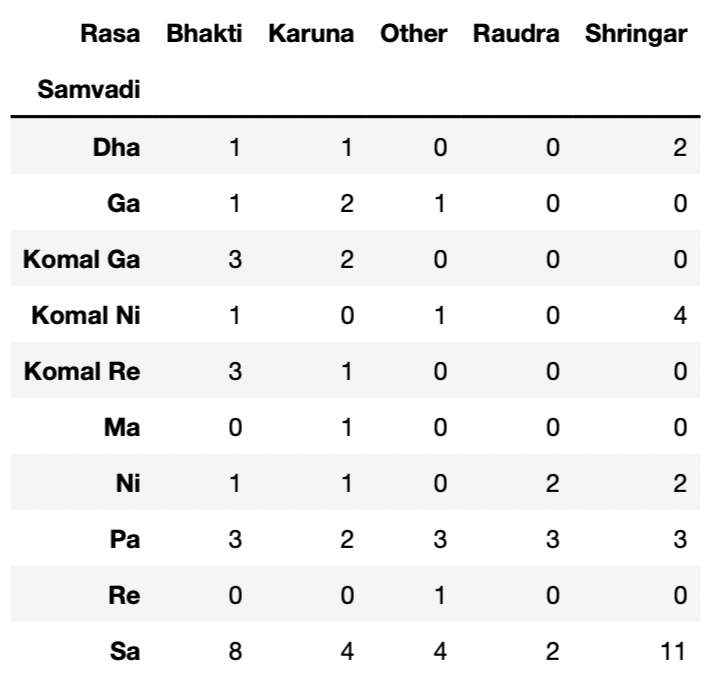 Rasa Bhakti Karuna Other Raudra Shringar
Samvadi
Dha 1 1 0 0 2
Ga 1 2 1 0 0
Komal Ga 3 2 0 0 0
Komal Ni 1 0 1 0 4
Komal Re 3 1 0 0 0
Ma 0 1 0 0 0
Ni 1 1 0 2 2
Pa 3 2 3 3 3
Re 0 0 1 0 0
Sa 8 4 4 2 11